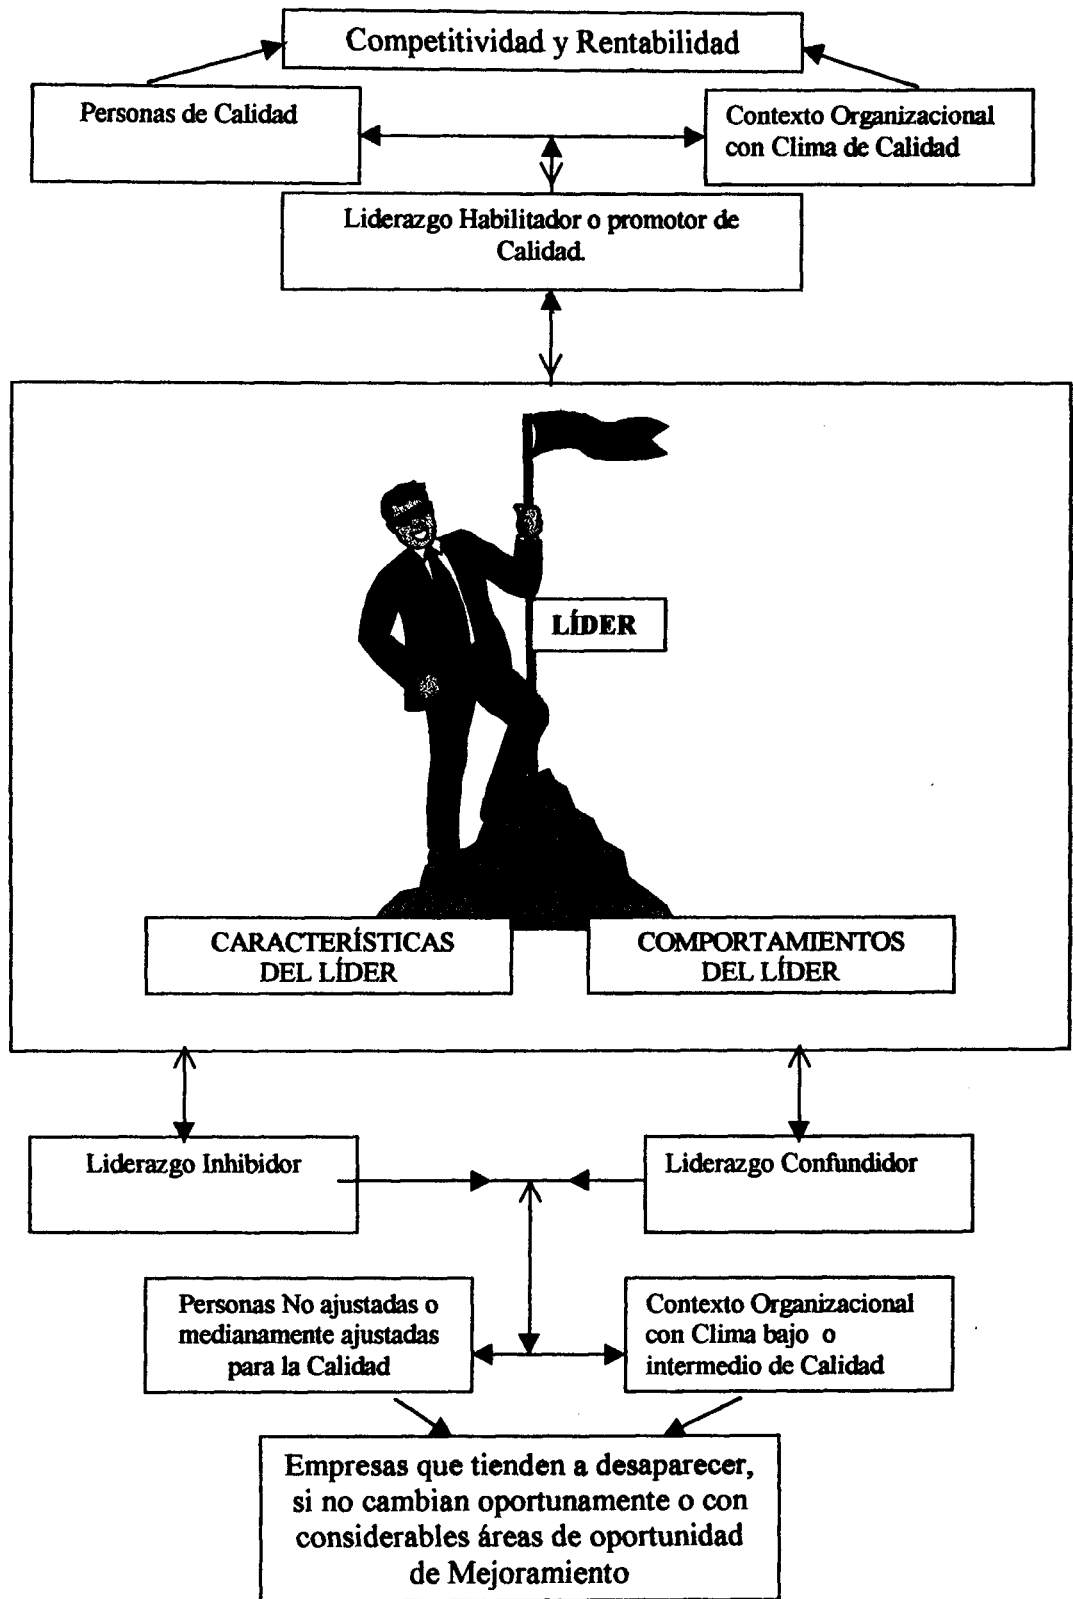 Competitividad y Rentabilidad
Personas de Calidad
Contexto Organizacional
con Clima de Calidad
Liderazgo Habilitador o promotor de
Calidad.
LÍDER
CARACTERÍSTICAS
DEL LÍDER
COMPORTAMIENTOS
DEL LÍDER
Liderazgo Inhibidor
Liderazgo Confundidor
Personas No ajustadas o
medianamente ajustadas
para la Calidad
Contexto Organizacional
con Clima bajo o
intermedio de Calidad
Empresas que tienden a desaparecer,
si no cambian oportunamente o con
considerables áreas de oportunidad
de Mejoramiento